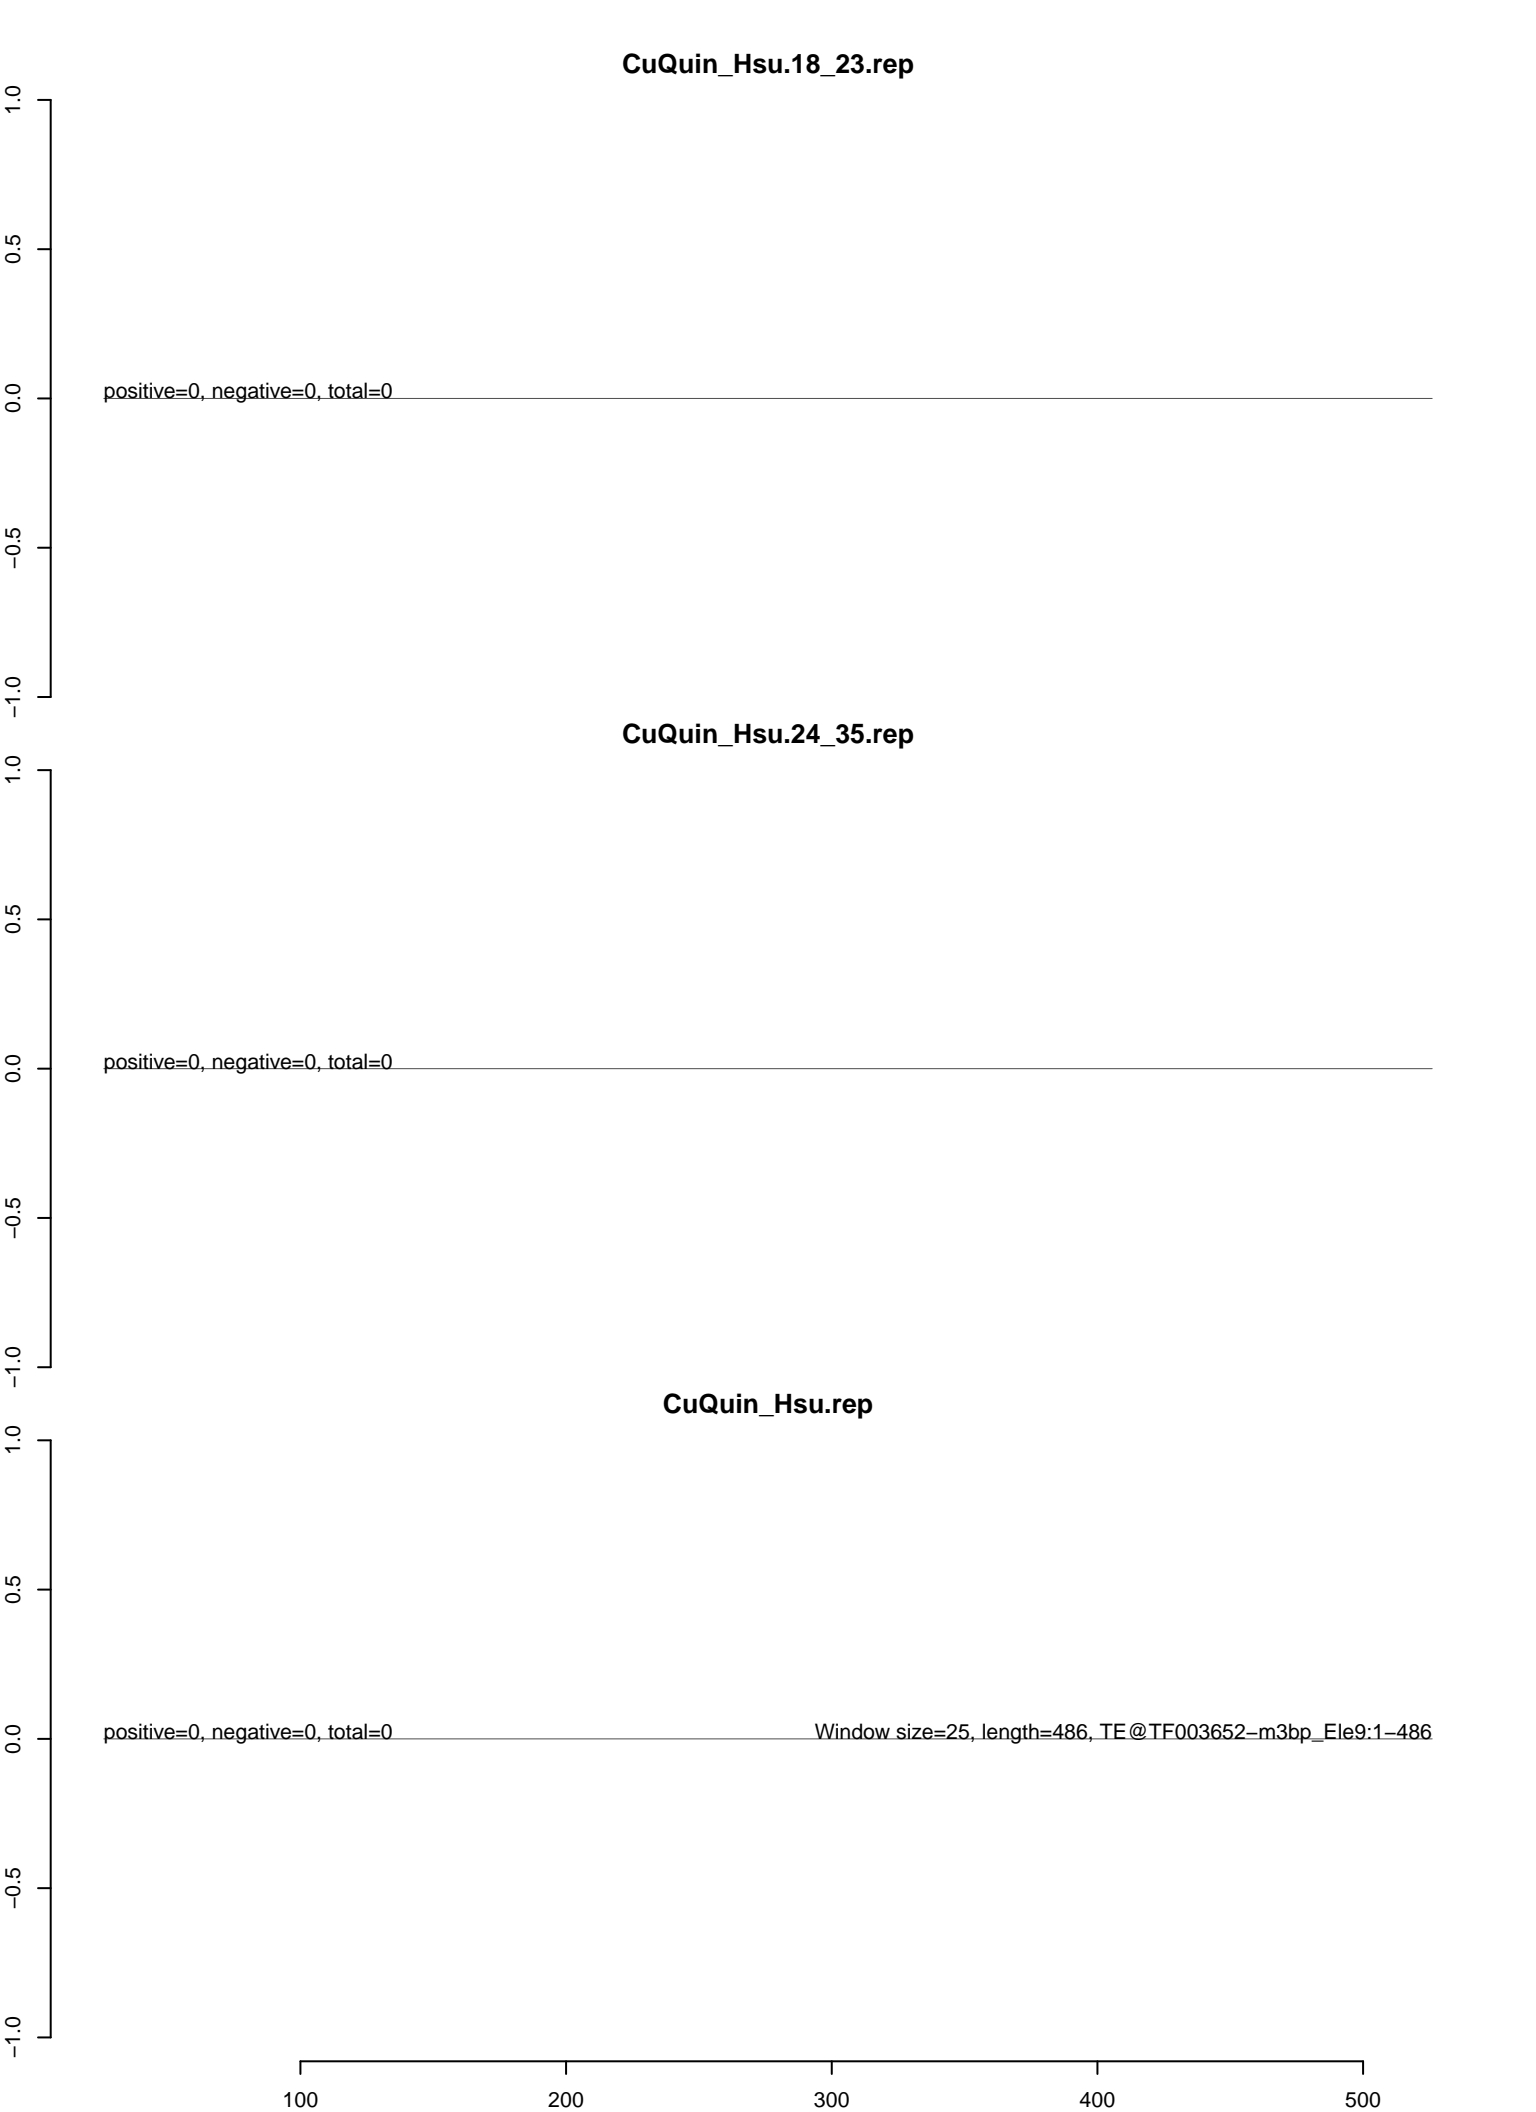 CuQuin_Hsu.18_23.rep
1.0
0.5
0.0
−0.5
−1.0
positive=0, negative=0, total=0
CuQuin_Hsu.24_35.rep
1.0
0.5
0.0
−0.5
−1.0
positive=0, negative=0, total=0
CuQuin_Hsu.rep
1.0
0.5
0.0
−0.5
−1.0
positive=0, negative=0, total=0
Window size=25, length=486, TE@TF003652−m3bp_Ele9:1−486
100 200 300 400 500